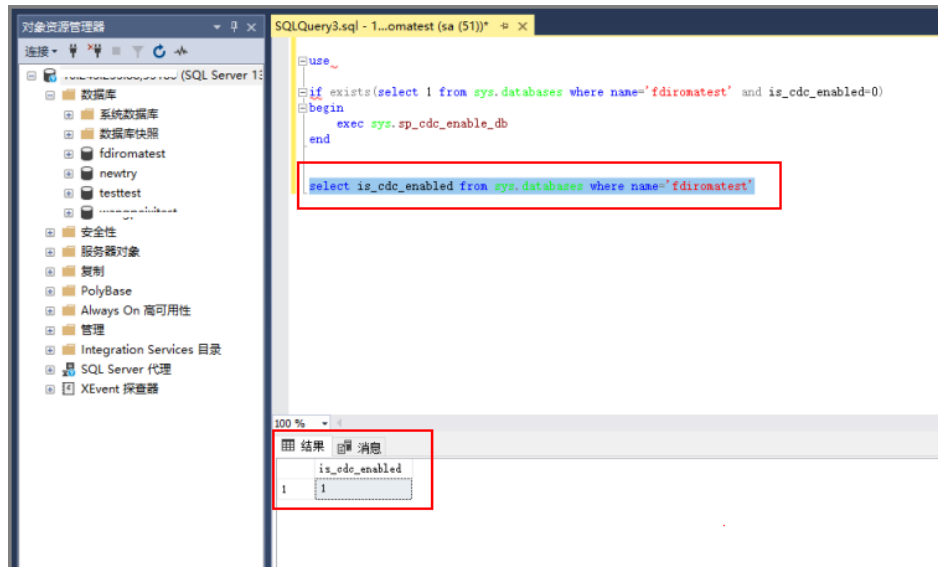 对象资源管理器
连接
(SQL Server 13
数据库
系统数据库
数据库快照
fdiromatest
newtry
testtest
安全性
服务器对象
复制
PolyBase
Always On 高可用性
管理
Integration Services 目录
SQL Server 代理
XEvent 探查器
SQLQuery3.sql - 1...omatest (sa (51))*
use
if exists(select 1 from sys.databases where name='fdiromatest' and is_cdc_enabled=0)
begin
exec sys.sp_cdc_enable_db
end
select is_cdc_enabled from sys.databases where name='fdiromatest'
100 %
结果 消息
is_cdc_enabled
1 1